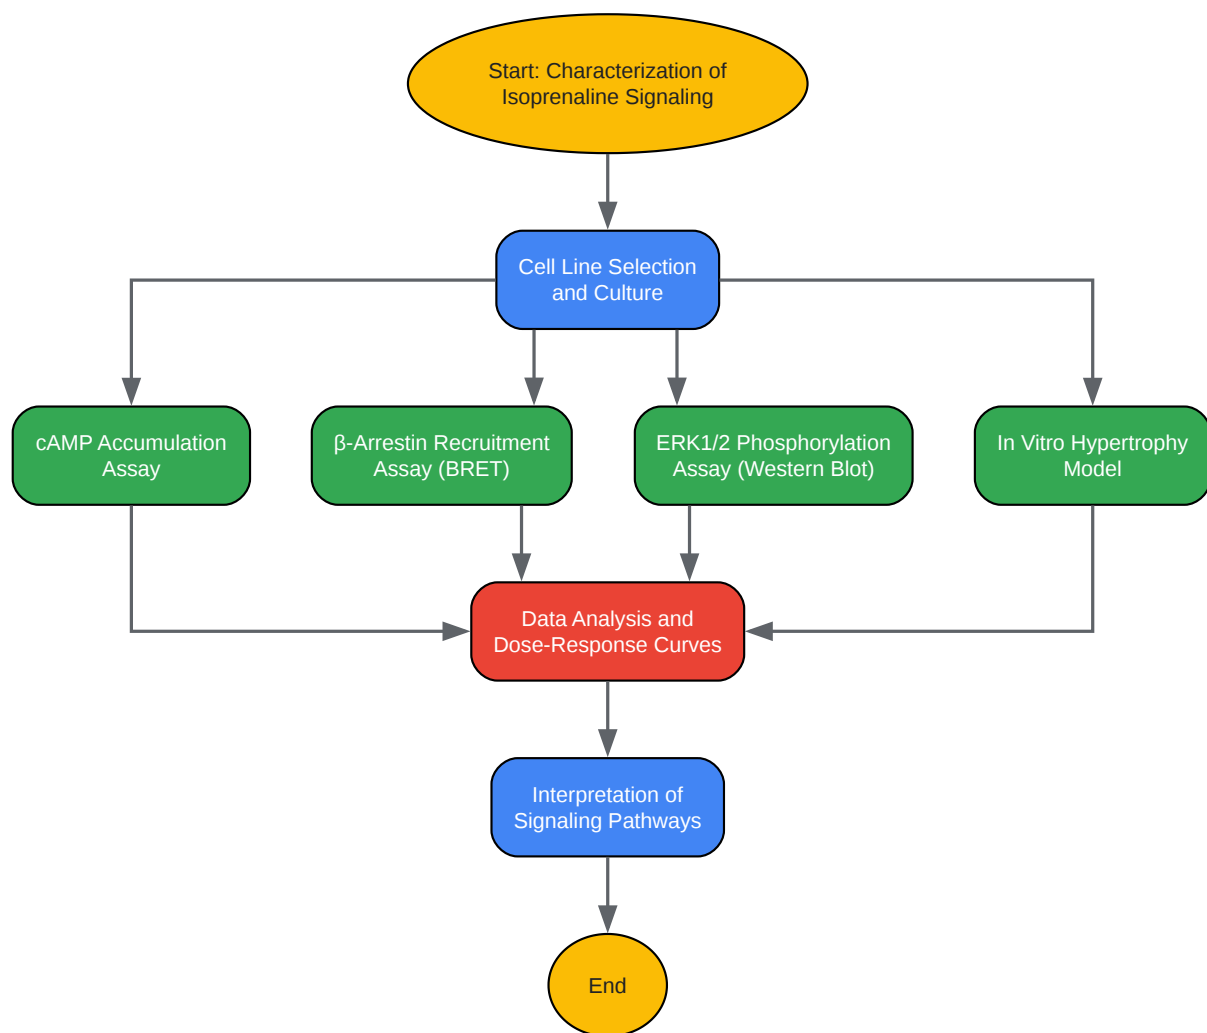 Start: Characterization of
Isoprenaline Signaling
Cell Line Selection
and Culture
cAMP Accumulation
Assay
β-Arrestin Recruitment
Assay (BRET)
ERK1/2 Phosphorylation
Assay (Western Blot)
In Vitro Hypertrophy
Model
Data Analysis and
Dose-Response Curves
Interpretation of
Signaling Pathways
End